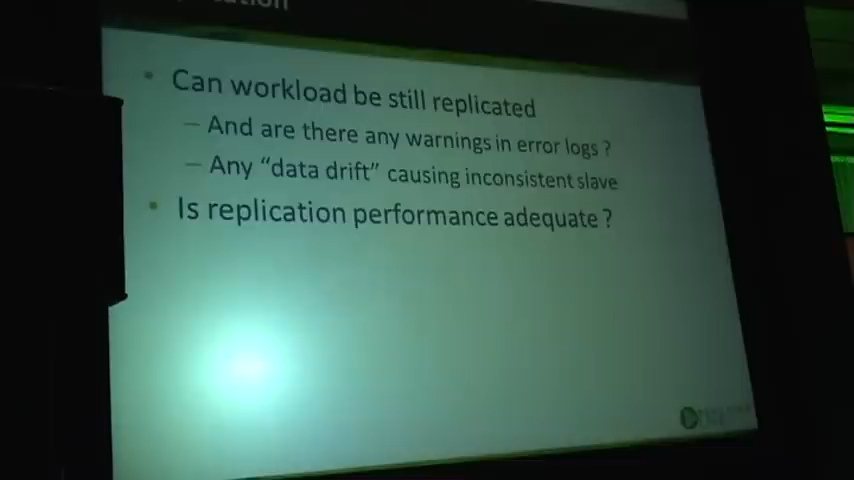 Can workload be still replicated
– And are there any warnings in error logs ?
– Any “data drift” causing inconsistent slave
Is replication performance adequate ?